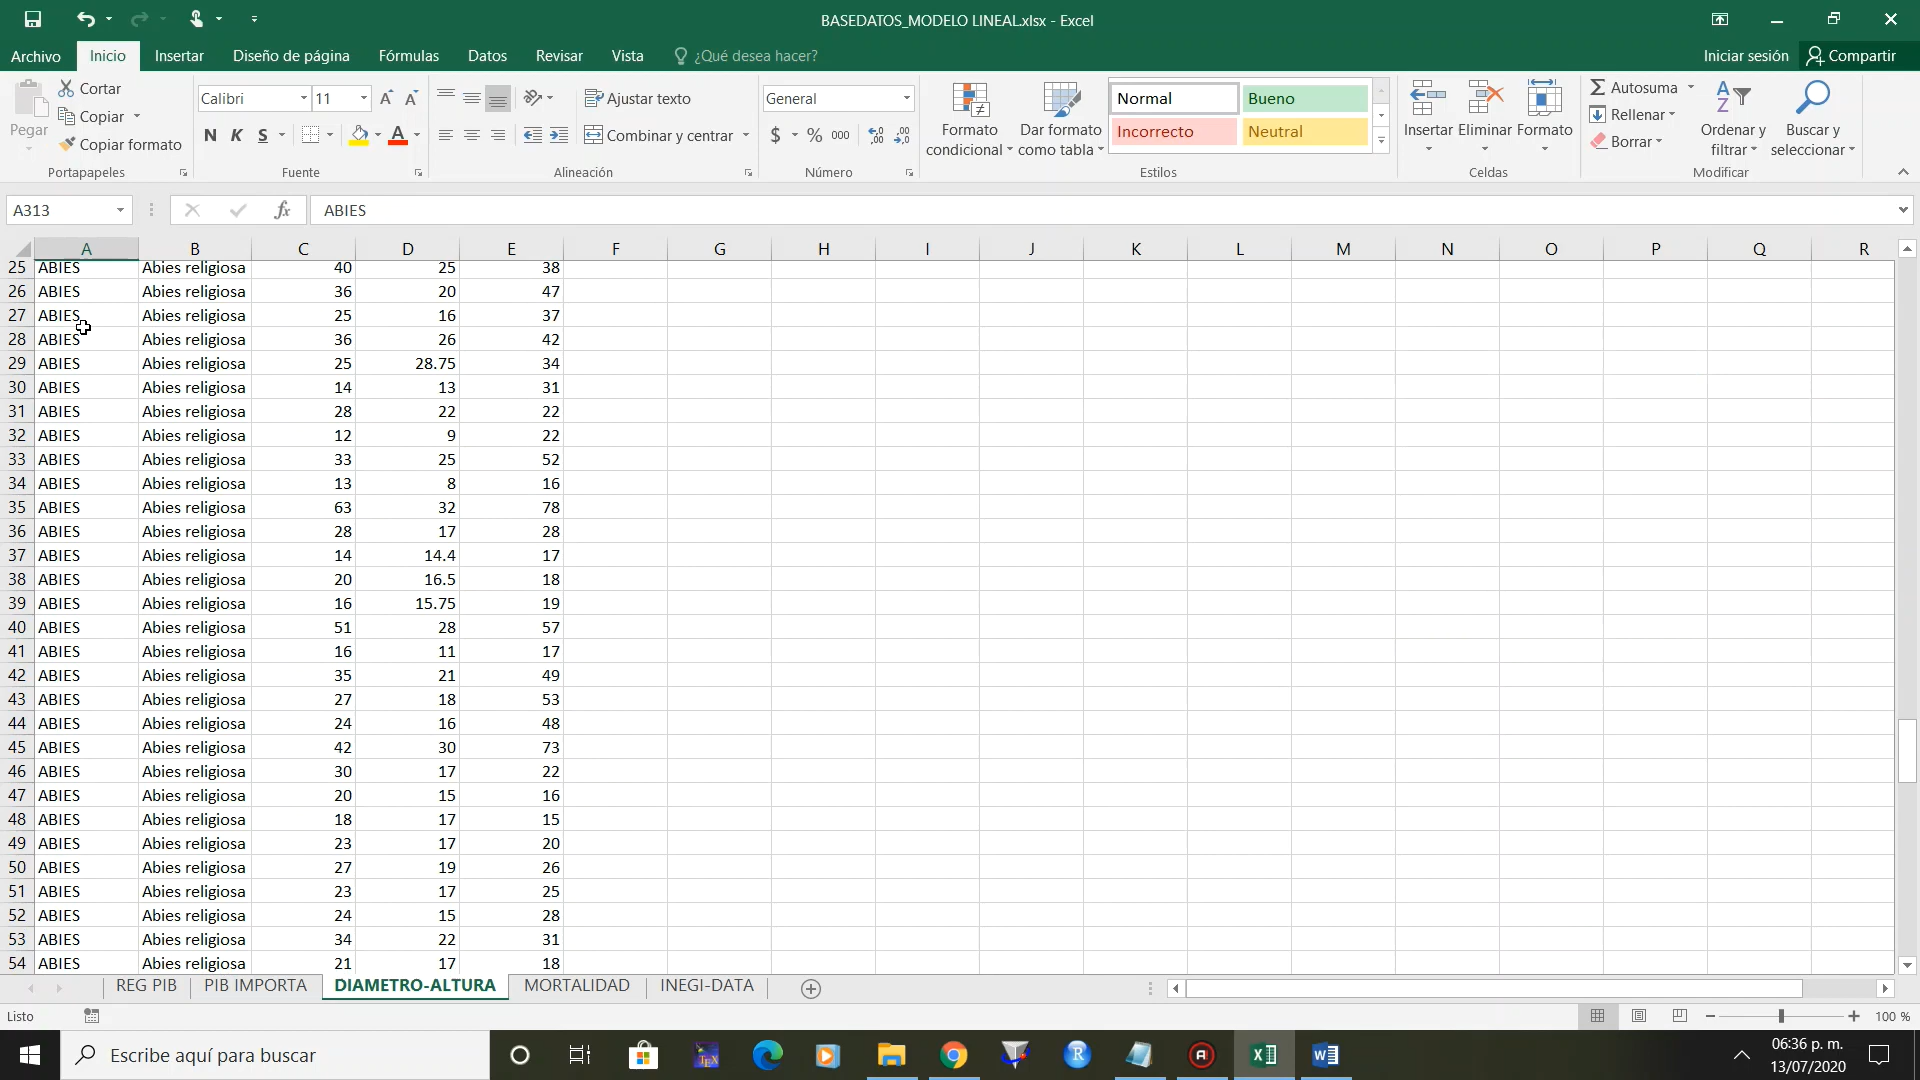 BASEDATOS_MODELO LINEAL.xlsx - Excel
Archivo Inicio Insertar Diseño de página Fórmulas Datos Revisar Vista ¿Qué desea hacer? Iniciar sesión Compartir
Pegar Cortar Copiar Copiar formato
Calibri 11
N K S A
Ajustar texto
Combinar y centrar
General
$ % 000
Formato condicional Dar formato como tabla
Normal Bueno
Incorrecto Neutral
Insertar Eliminar Formato
Autosuma
Rellenar
Borrar
Ordenar y filtrar Buscar y seleccionar
Portapapeles Fuente Alineación Número Estilos Celdas Modificar
A313 fx ABIES
A B C D E F G H I J K L M N O P Q R
25 ABIES Abies religiosa 40 25 38
26 ABIES Abies religiosa 36 20 47
27 ABIES Abies religiosa 25 16 37
28 ABIES Abies religiosa 36 26 42
29 ABIES Abies religiosa 25 28.75 34
30 ABIES Abies religiosa 14 13 31
31 ABIES Abies religiosa 28 22 22
32 ABIES Abies religiosa 12 9 22
33 ABIES Abies religiosa 33 25 52
34 ABIES Abies religiosa 13 8 16
35 ABIES Abies religiosa 63 32 78
36 ABIES Abies religiosa 28 17 28
37 ABIES Abies religiosa 14 14.4 17
38 ABIES Abies religiosa 20 16.5 18
39 ABIES Abies religiosa 16 15.75 19
40 ABIES Abies religiosa 51 28 57
41 ABIES Abies religiosa 16 11 17
42 ABIES Abies religiosa 35 21 49
43 ABIES Abies religiosa 27 18 53
44 ABIES Abies religiosa 24 16 48
45 ABIES Abies religiosa 42 30 73
46 ABIES Abies religiosa 30 17 22
47 ABIES Abies religiosa 20 15 16
48 ABIES Abies religiosa 18 17 15
49 ABIES Abies religiosa 23 17 20
50 ABIES Abies religiosa 27 19 26
51 ABIES Abies religiosa 23 17 25
52 ABIES Abies religiosa 24 15 28
53 ABIES Abies religiosa 34 22 31
54 ABIES Abies religiosa 21 17 18
REG PIB PIB IMPORTA DIAMETRO-ALTURA MORTALIDAD INEGI-DATA
Listo 100 %
Escribe aquí para buscar
06:36 p. m.
13/07/2020